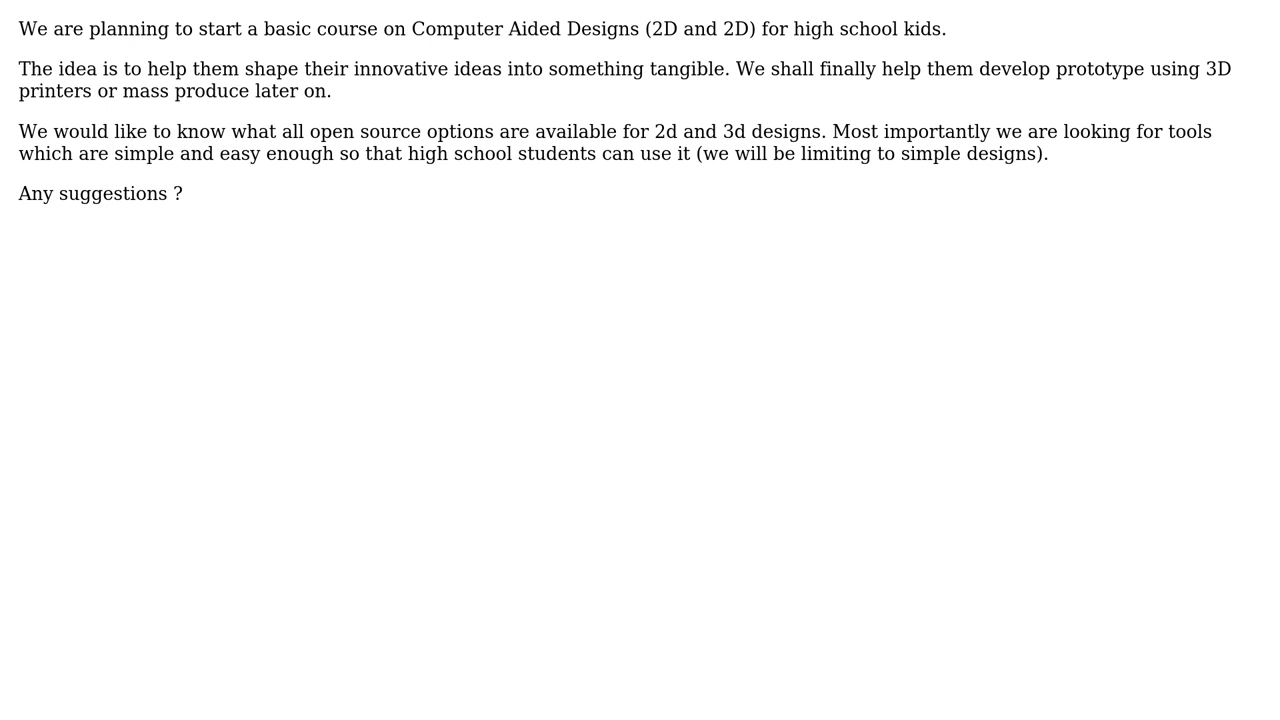 We are planning to start a basic course on Computer Aided Designs (2D and 2D) for high school kids.
The idea is to help them shape their innovative ideas into something tangible. We shall finally help them develop prototype using 3D
printers or mass produce later on.
We would like to know what all open source options are available for 2d and 3d designs. Most importantly we are looking for tools
which are simple and easy enough so that high school students can use it (we will be limiting to simple designs).
Any suggestions ?